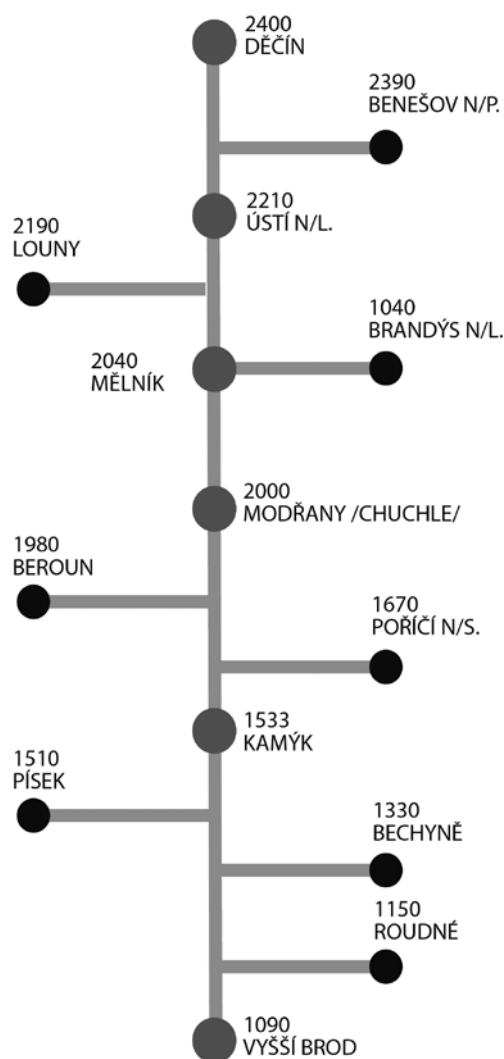 2400
DĚČÍN
2390
BENEŠOV N/P.
2210
ÚSTÍ N/L.
2190
LOUNY
1040
BRANDÝS N/L.
2040
MĚLNÍK
2000
MODŘANY /CHUCHLE/
1980
BEROUN
1670
POŘÍČÍ N/S.
1533
KAMÝK
1510
PÍSEK
1330
BECHYNĚ
1150
ROUDNÉ
1090
VYŠŠÍ BROD